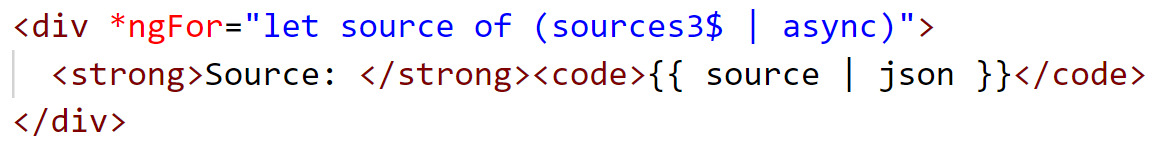 <div *ngFor="let source of (sources3$ | async)">
  <strong>Source: </strong><code>{{ source | json }}</code>
</div>